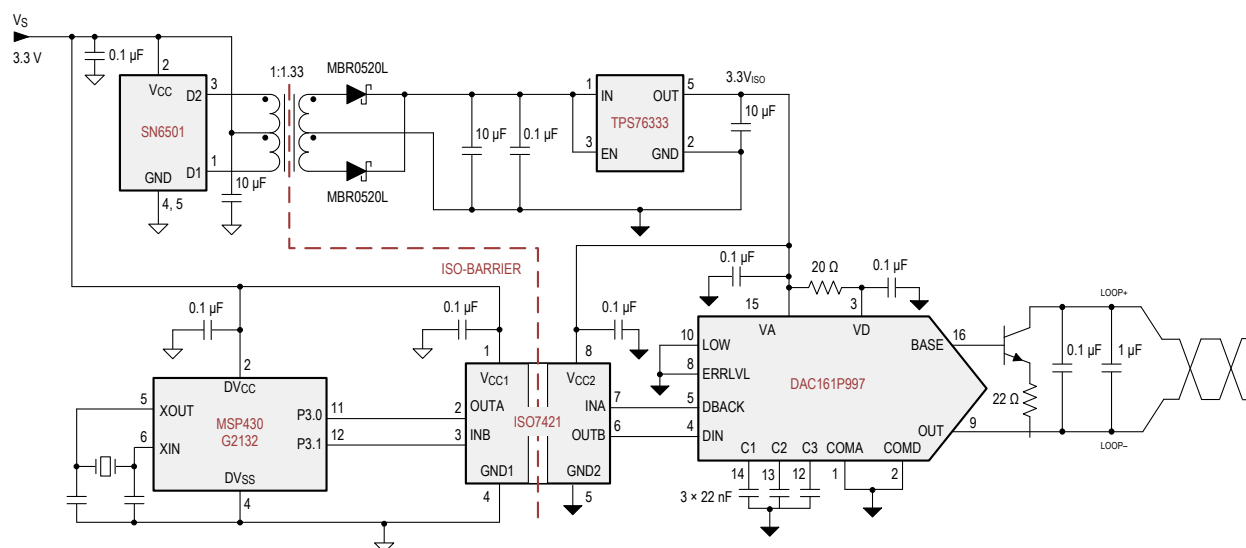 VS
3.3 V
0.1 µF
2
VCC
D2
3
SN6501
D1
1
GND
4, 5
10 µF
1:1.33
MBR0520L
MBR0520L
10 µF
0.1 µF
1
IN
OUT
5
TPS76333
3
EN
GND
2
3.3VISO
10 µF
ISO-BARRIER
0.1 µF
2
DVCC
5
XOUT
P3.0
11
MSP430
G2132
6
XIN
P3.1
12
DVSS
4
0.1 µF
1
8
VCC1
VCC2
2
OUTA
INA
7
ISO7421
3
INB
OUTB
6
GND1
GND2
4
5
0.1 µF
0.1 µF
20 Ω
0.1 µF
15
3
VA
VD
10
LOW
BASE
16
8
ERRLVL
DAC161P997
5
DBACK
4
DIN
OUT
9
C1
C2
C3
COMA
COMD
14
13
12
1
2
3 × 22 nF
22 Ω
LOOP+
0.1 µF
1 µF
LOOP–